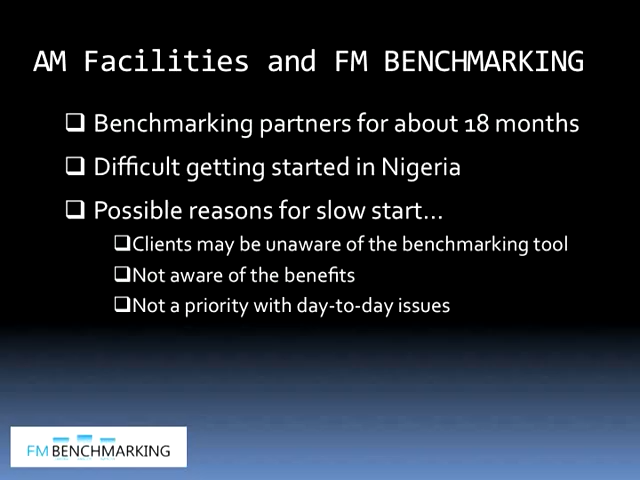 AM Facilities and FM BENCHMARKING
Benchmarking partners for about 18 months
Difficult getting started in Nigeria
Possible reasons for slow start...
Clients may be unaware of the benchmarking tool
Not aware of the benefits
Not a priority with day-to-day issues
FM BENCHMARKING